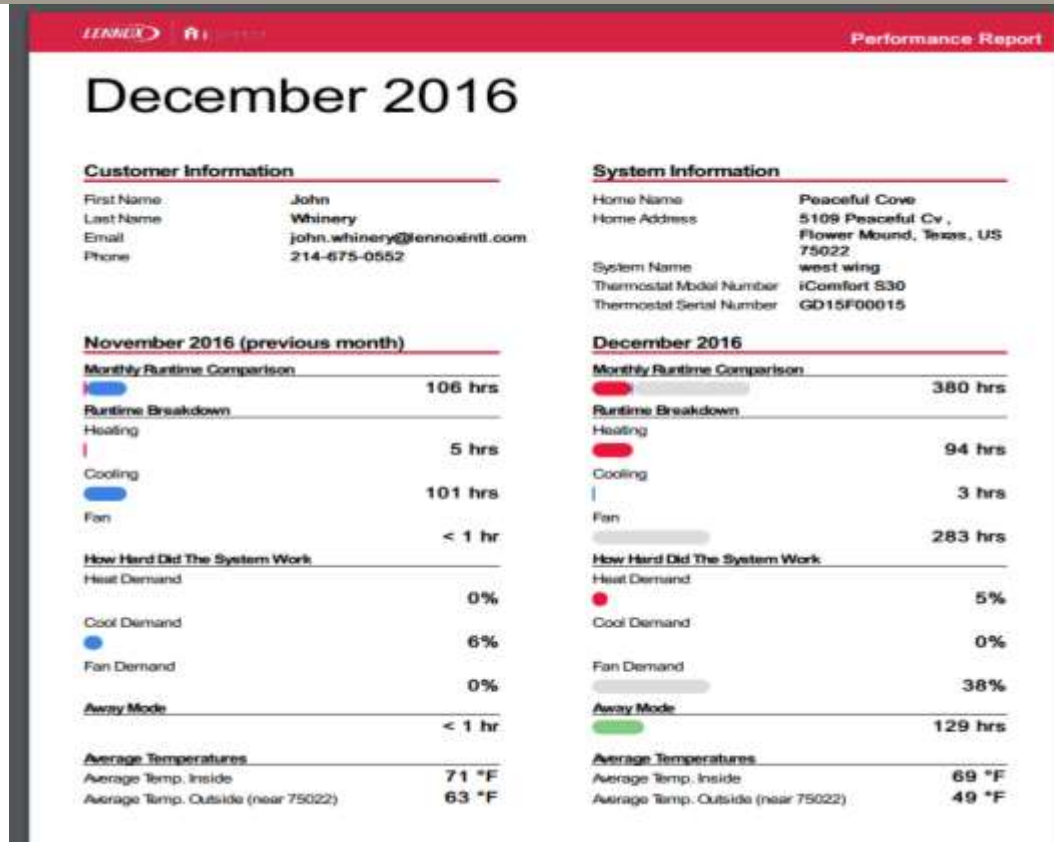 LENNOX
Performance Report
December 2016
Customer Information
First Name John
Last Name Whinery
Email john.whinery@lennoxintl.com
Phone 214-675-0552
System Information
Home Name Peaceful Cove
Home Address 5109 Peaceful Cv ,
Flower Mound, Texas, US
75022
System Name west wing
Thermostat Model Number iComfort S30
Thermostat Serial Number GD15F00015
November 2016 (previous month)
Monthly Runtime Comparison
106 hrs
Runtime Breakdown
Heating
5 hrs
Cooling
101 hrs
Fan
< 1 hr
How Hard Did The System Work
Heat Demand
0%
Cool Demand
6%
Fan Demand
0%
Away Mode
< 1 hr
Average Temperatures
Average Temp. Inside 71 °F
Average Temp. Outside (near 75022) 63 °F
December 2016
Monthly Runtime Comparison
380 hrs
Runtime Breakdown
Heating
94 hrs
Cooling
3 hrs
Fan
283 hrs
How Hard Did The System Work
Heat Demand
5%
Cool Demand
0%
Fan Demand
38%
Away Mode
129 hrs
Average Temperatures
Average Temp. Inside 69 °F
Average Temp. Outside (near 75022) 49 °F